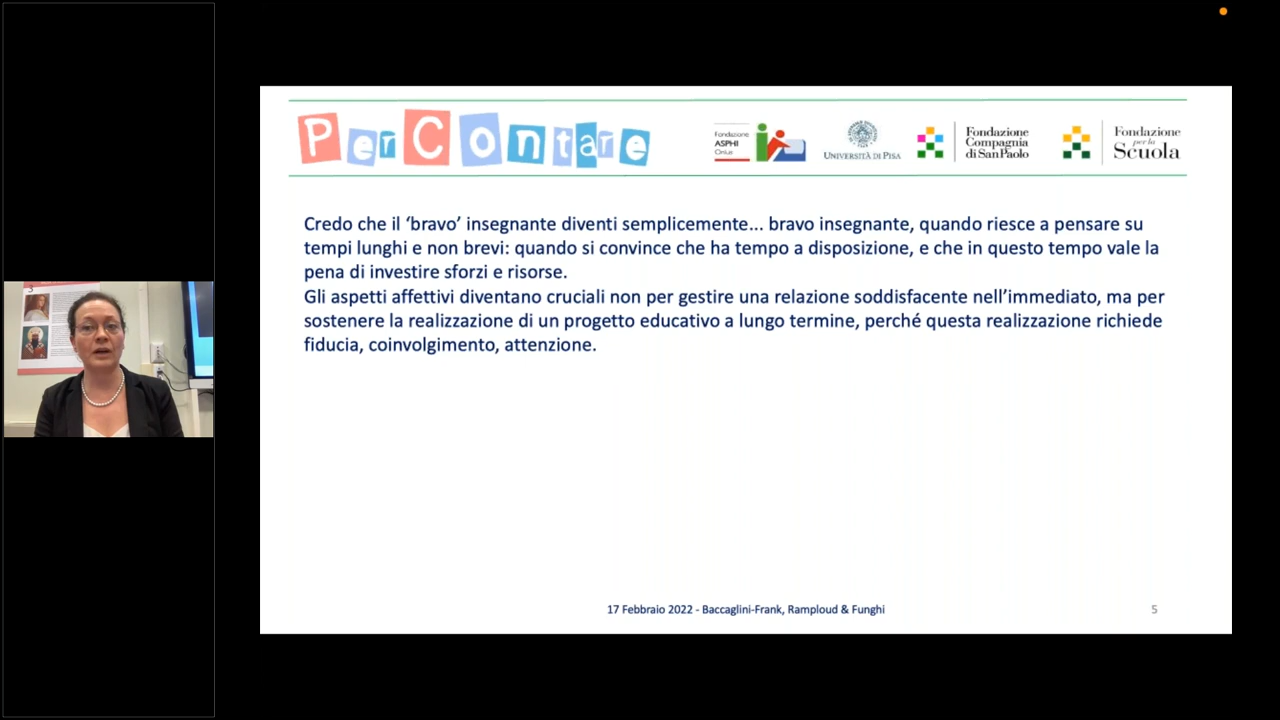 PerContare
Fondazione
ASPHI
Onlus
UNIVERSITÀ DI PISA
Fondazione
Compagnia
di San Paolo
Fondazione
per la
Scuola
Credo che il ‘bravo’ insegnante diventi semplicemente... bravo insegnante, quando riesce a pensare su
tempi lunghi e non brevi: quando si convince che ha tempo a disposizione, e che in questo tempo vale la
pena di investire sforzi e risorse.
Gli aspetti affettivi diventano cruciali non per gestire una relazione soddisfacente nell’immediato, ma per
sostenere la realizzazione di un progetto educativo a lungo termine, perché questa realizzazione richiede
fiducia, coinvolgimento, attenzione.
17 Febbraio 2022 - Baccaglini-Frank, Ramploud & Funghi
5